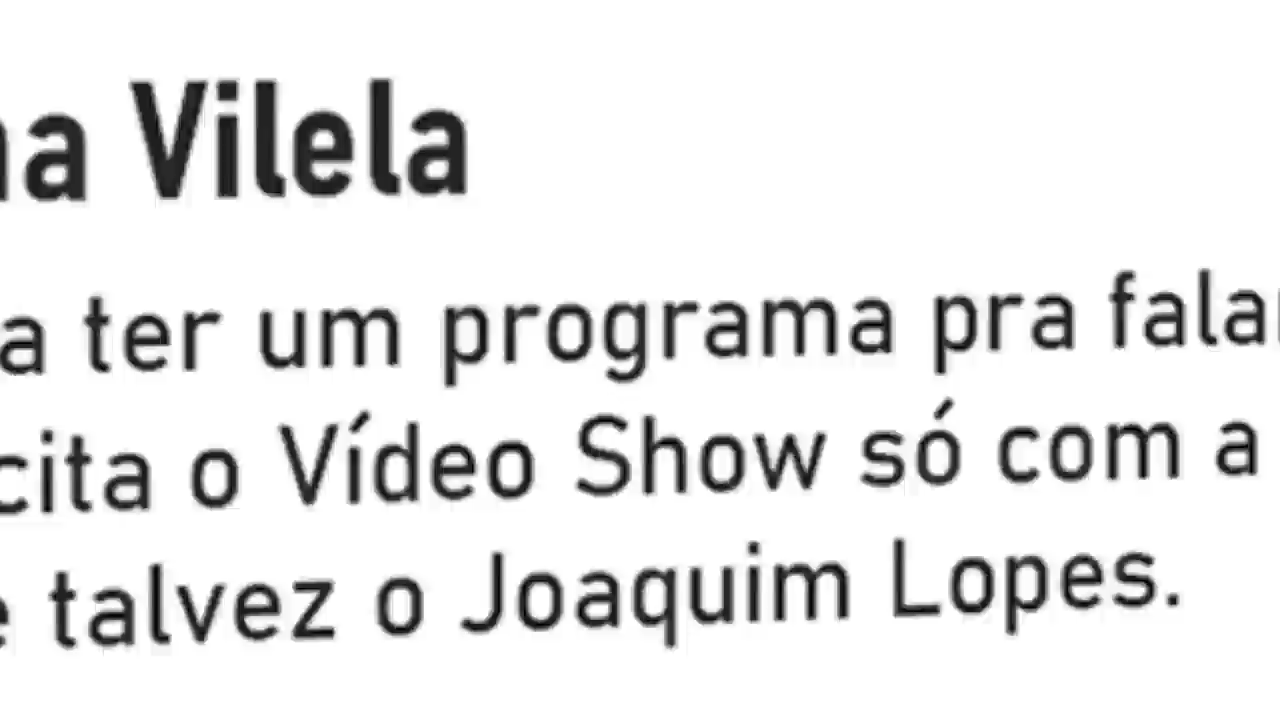 na Vilela
a ter um programa pra falar
cita o Vídeo Show só com a
e talvez o Joaquim Lopes.